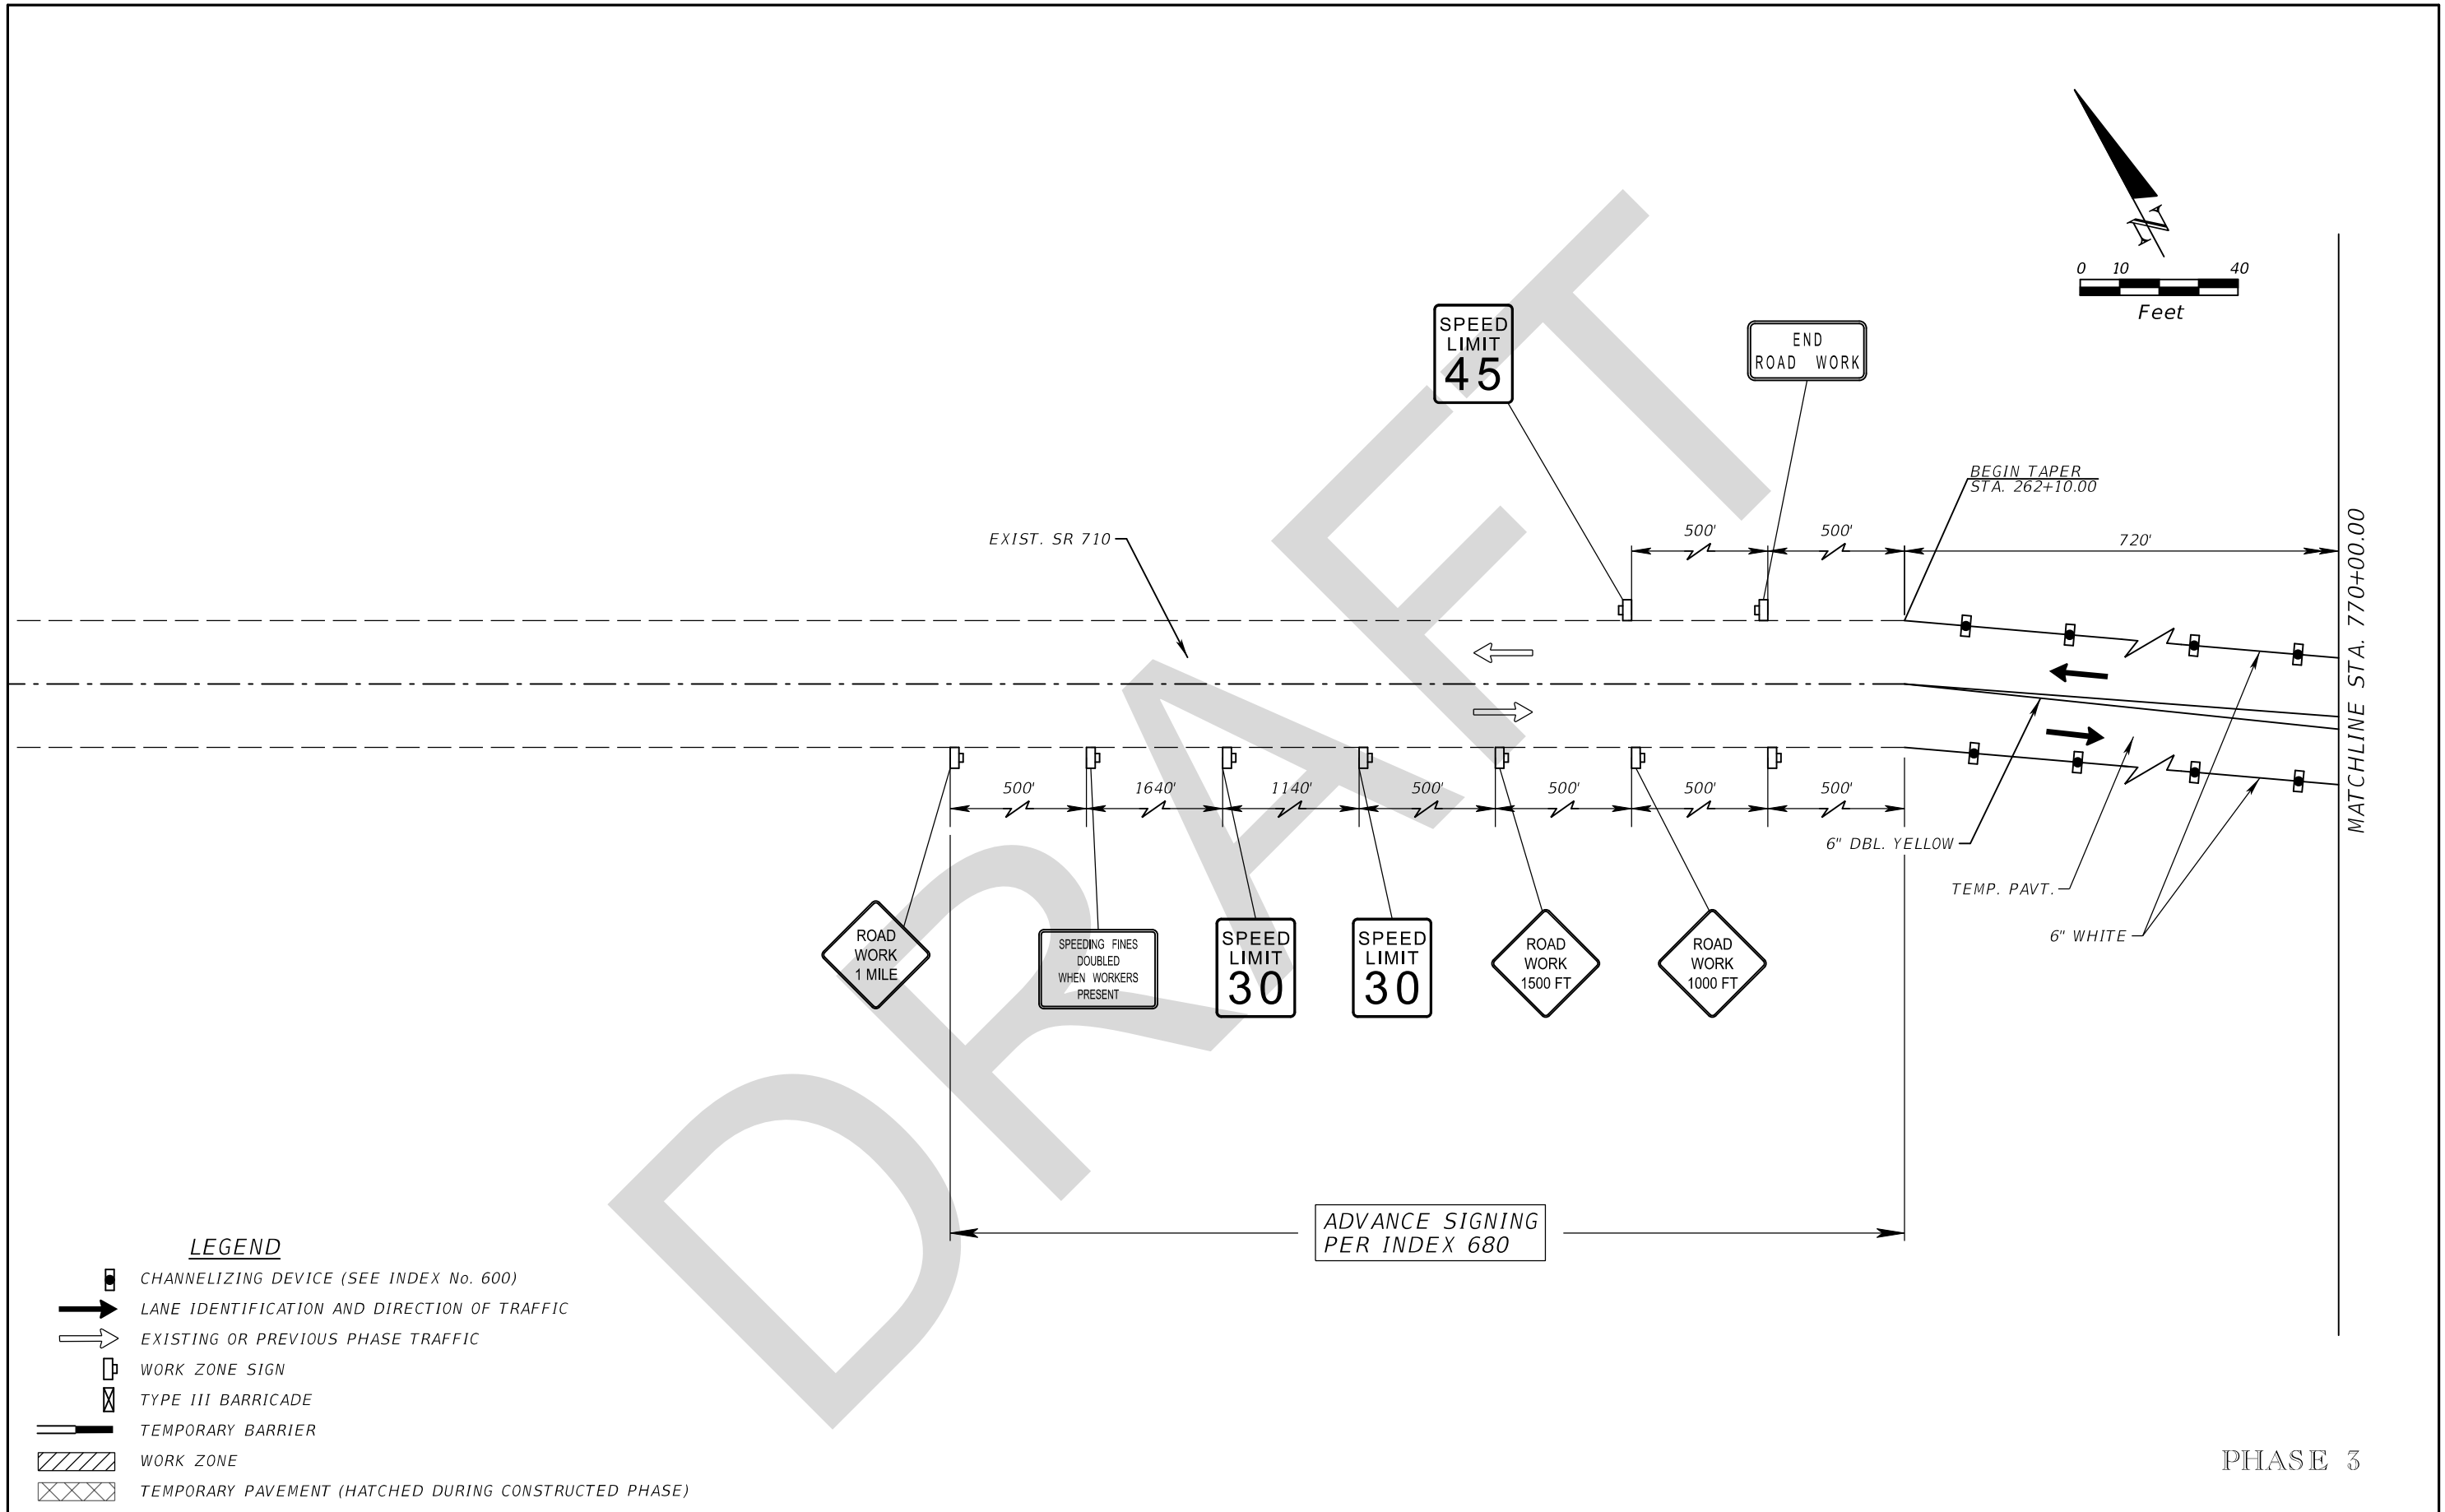 N
0 10 40
Feet
SPEED
LIMIT
45
END
ROAD WORK
BEGIN TAPER
STA. 262+10.00
EXIST. SR 710
500'
500'
720'
MATCHLINE STA. 770+00.00
500'
1640'
1140'
500'
500'
500'
500'
6" DBL. YELLOW
TEMP. PAVT.
6" WHITE
ROAD
WORK
1 MILE
SPEEDING FINES
DOUBLED
WHEN WORKERS
PRESENT
SPEED
LIMIT
30
SPEED
LIMIT
30
ROAD
WORK
1500 FT
ROAD
WORK
1000 FT
ADVANCE SIGNING
PER INDEX 680
DRAFT
LEGEND
CHANNELIZING DEVICE (SEE INDEX No. 600)
LANE IDENTIFICATION AND DIRECTION OF TRAFFIC
EXISTING OR PREVIOUS PHASE TRAFFIC
WORK ZONE SIGN
TYPE III BARRICADE
TEMPORARY BARRIER
WORK ZONE
TEMPORARY PAVEMENT (HATCHED DURING CONSTRUCTED PHASE)
PHASE 3